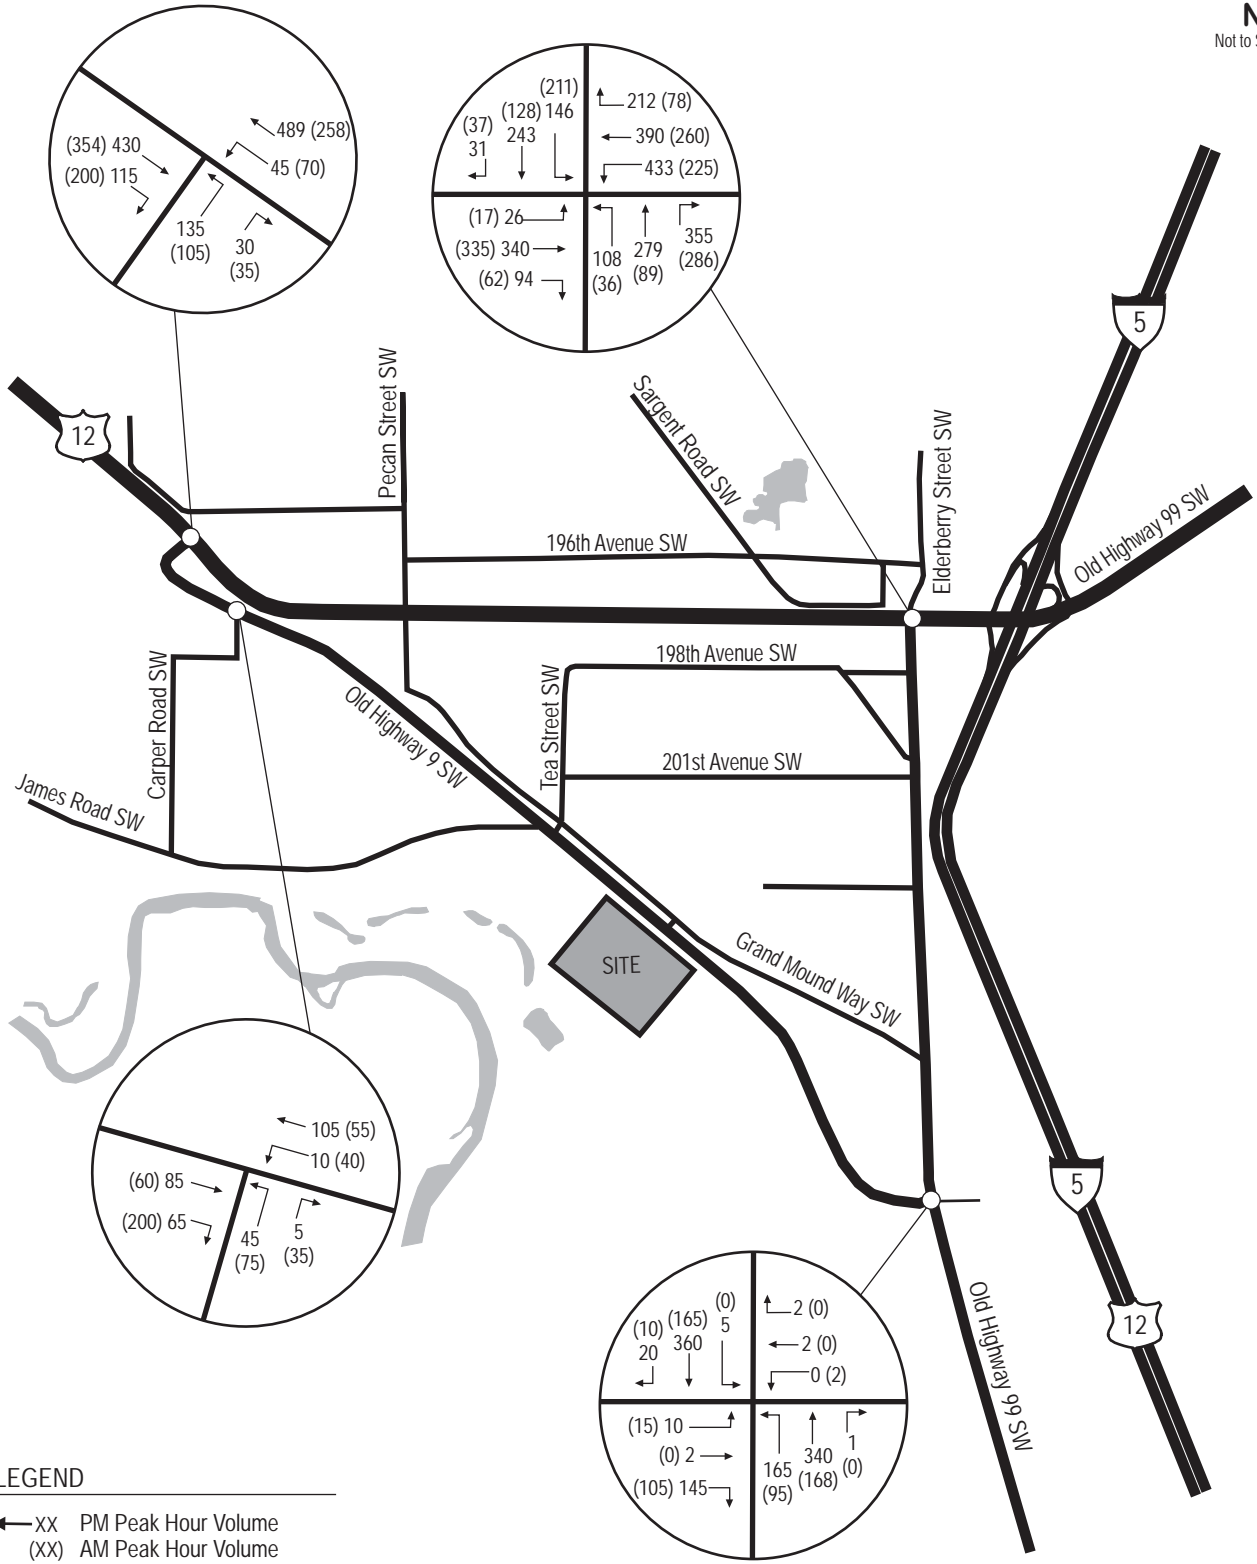 N
Not to S
(354) 430
(200) 115
489 (258)
45 (70)
135
(105)
30
(35)
(37)
31
(128)
243
(211)
146
212 (78)
390 (260)
433 (225)
(17) 26
(335) 340
(62) 94
108
(36)
279
(89)
355
(286)
5
12
Pecan Street SW
Sargent Road SW
Elderberry Street SW
Old Highway 99 SW
196th Avenue SW
198th Avenue SW
Carper Road SW
Old Highway 9 SW
Tea Street SW
201st Avenue SW
James Road SW
SITE
Grand Mound Way SW
105 (55)
10 (40)
(60) 85
(200) 65
45
(75)
5
(35)
5
12
Old Highway 99 SW
(10)
20
(165)
360
(0)
5
2 (0)
2 (0)
0 (2)
(15) 10
(0) 2
(105) 145
165
(95)
340
(168)
1
(0)
LEGEND
XX PM Peak Hour Volume
(XX) AM Peak Hour Volume